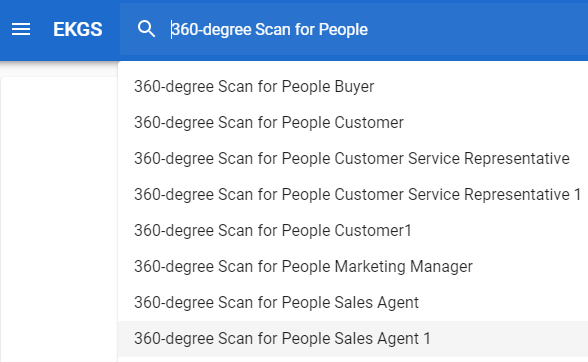 EKGS
360-degree Scan for People
360-degree Scan for People Buyer
360-degree Scan for People Customer
360-degree Scan for People Customer Service Representative
360-degree Scan for People Customer Service Representative 1
360-degree Scan for People Customer1
360-degree Scan for People Marketing Manager
360-degree Scan for People Sales Agent
360-degree Scan for People Sales Agent 1